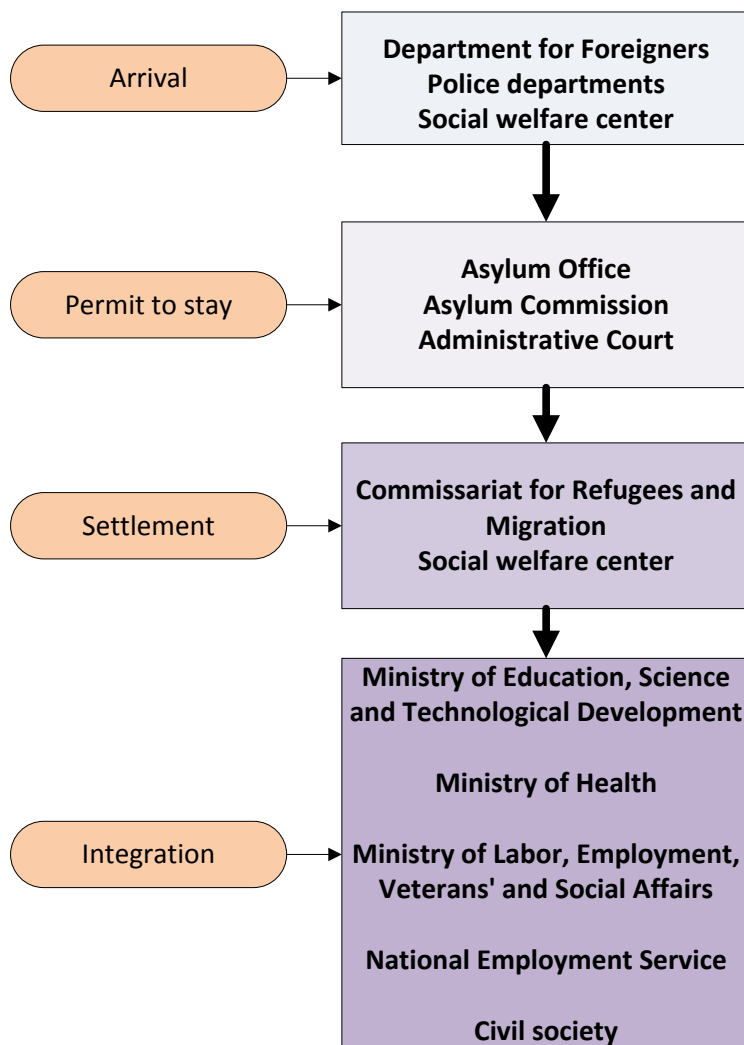 Arrival
Department for Foreigners
Police departments
Social welfare center
Permit to stay
Asylum Office
Asylum Commission
Administrative Court
Settlement
Commissariat for Refugees and
Migration
Social welfare center
Integration
Ministry of Education, Science
and Technological Development
Ministry of Health
Ministry of Labor, Employment,
Veterans' and Social Affairs
National Employment Service
Civil society